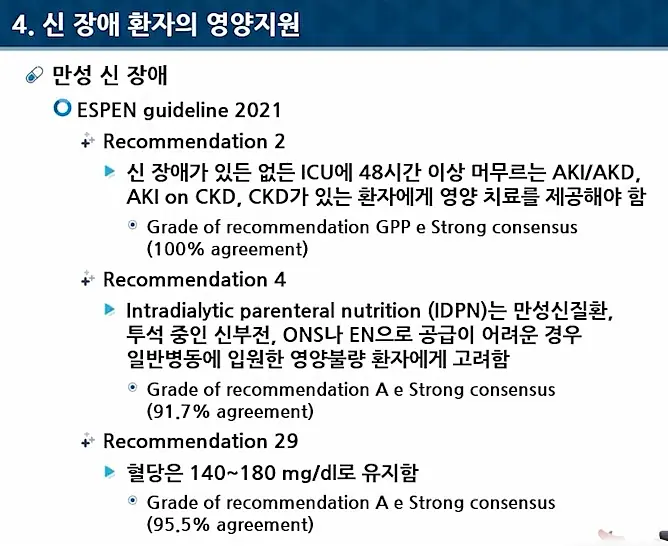 4. 신 장애 환자의 영양지원
만성 신 장애
ESPEN guideline 2021
Recommendation 2
신 장애가 있든 없든 ICU에 48시간 이상 머무르는 AKI/AKD,
AKI on CKD, CKD가 있는 환자에게 영양 치료를 제공해야 함
Grade of recommendation GPP e Strong consensus
(100% agreement)
Recommendation 4
Intradialytic parenteral nutrition (IDPN)는 만성신질환,
투석 중인 신부전, ONS나 EN으로 공급이 어려운 경우
일반병동에 입원한 영양불량 환자에게 고려함
Grade of recommendation A e Strong consensus
(91.7% agreement)
Recommendation 29
혈당은 140~180 mg/dl로 유지함
Grade of recommendation A e Strong consensus
(95.5% agreement)